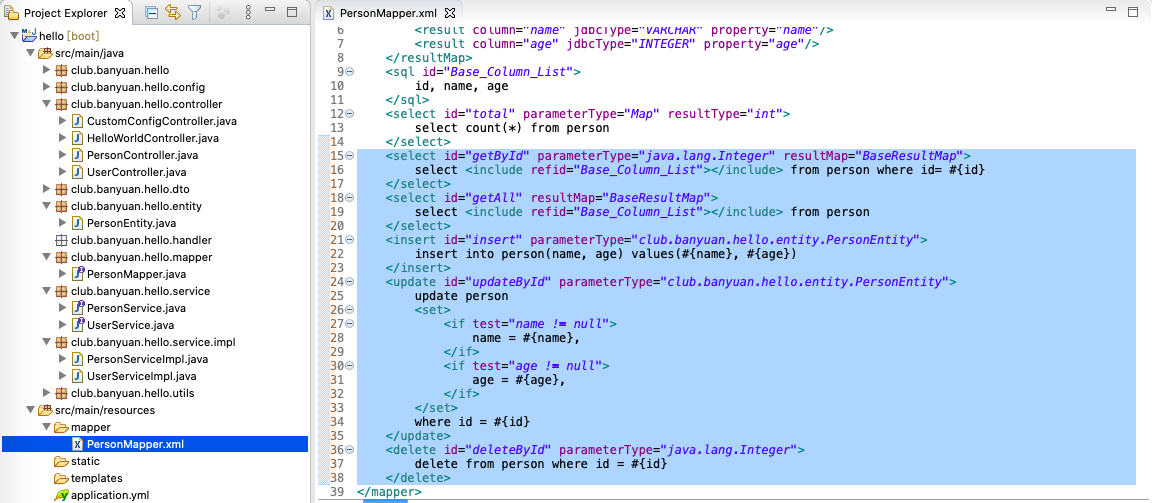 Project Explorer
hello [boot]
src/main/java
club.banyuan.hello
club.banyuan.hello.config
club.banyuan.hello.controller
CustomConfigController.java
HelloWorldController.java
PersonController.java
UserController.java
club.banyuan.hello.dto
club.banyuan.hello.entity
PersonEntity.java
club.banyuan.hello.handler
club.banyuan.hello.mapper
PersonMapper.java
club.banyuan.hello.service
PersonService.java
UserService.java
club.banyuan.hello.service.impl
PersonServiceImpl.java
UserServiceImpl.java
club.banyuan.hello.utils
src/main/resources
mapper
PersonMapper.xml
static
templates
application.yml
PersonMapper.xml
6 <result column="name" jdbcType="VARCHAR" property="name"/>
7 <result column="age" jdbcType="INTEGER" property="age"/>
8 </resultMap>
9 <sql id="Base_Column_List">
10 id, name, age
11 </sql>
12 <select id="total" parameterType="Map" resultType="int">
13 select count(*) from person
14 </select>
15 <select id="getById" parameterType="java.lang.Integer" resultMap="BaseResultMap">
16 select <include refid="Base_Column_List"></include> from person where id= #{id}
17 </select>
18 <select id="getAll" resultMap="BaseResultMap">
19 select <include refid="Base_Column_List"></include> from person
20 </select>
21 <insert id="insert" parameterType="club.banyuan.hello.entity.PersonEntity">
22 insert into person(name, age) values(#{name}, #{age})
23 </insert>
24 <update id="updateById" parameterType="club.banyuan.hello.entity.PersonEntity">
25 update person
26 <set>
27 <if test="name != null">
28 name = #{name},
29 </if>
30 <if test="age != null">
31 age = #{age},
32 </if>
33 </set>
34 where id = #{id}
35 </update>
36 <delete id="deleteById" parameterType="java.lang.Integer">
37 delete from person where id = #{id}
38 </delete>
39 </mapper>